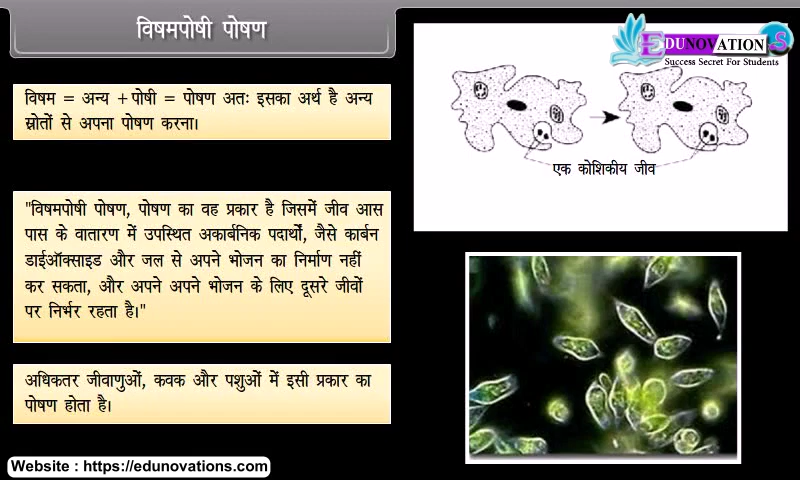 विषमपोषी पोषण
EDUNOVATIONS
Success Secret For Students
विषम = अन्य + पोषी = पोषण अतः इसका अर्थ है अन्य
स्रोतों से अपना पोषण करना।
एक कोशिकीय जीव
"विषमपोषी पोषण, पोषण का वह प्रकार है जिसमें जीव आस
पास के वातारण में उपस्थित अकार्बनिक पदार्थों, जैसे कार्बन
डाईऑक्साइड और जल से अपने भोजन का निर्माण नहीं
कर सकता, और अपने अपने भोजन के लिए दूसरे जीवों
पर निर्भर रहता है।"
अधिकतर जीवाणुओं, कवक और पशुओं में इसी प्रकार का
पोषण होता है।
Website : https://edunovations.com